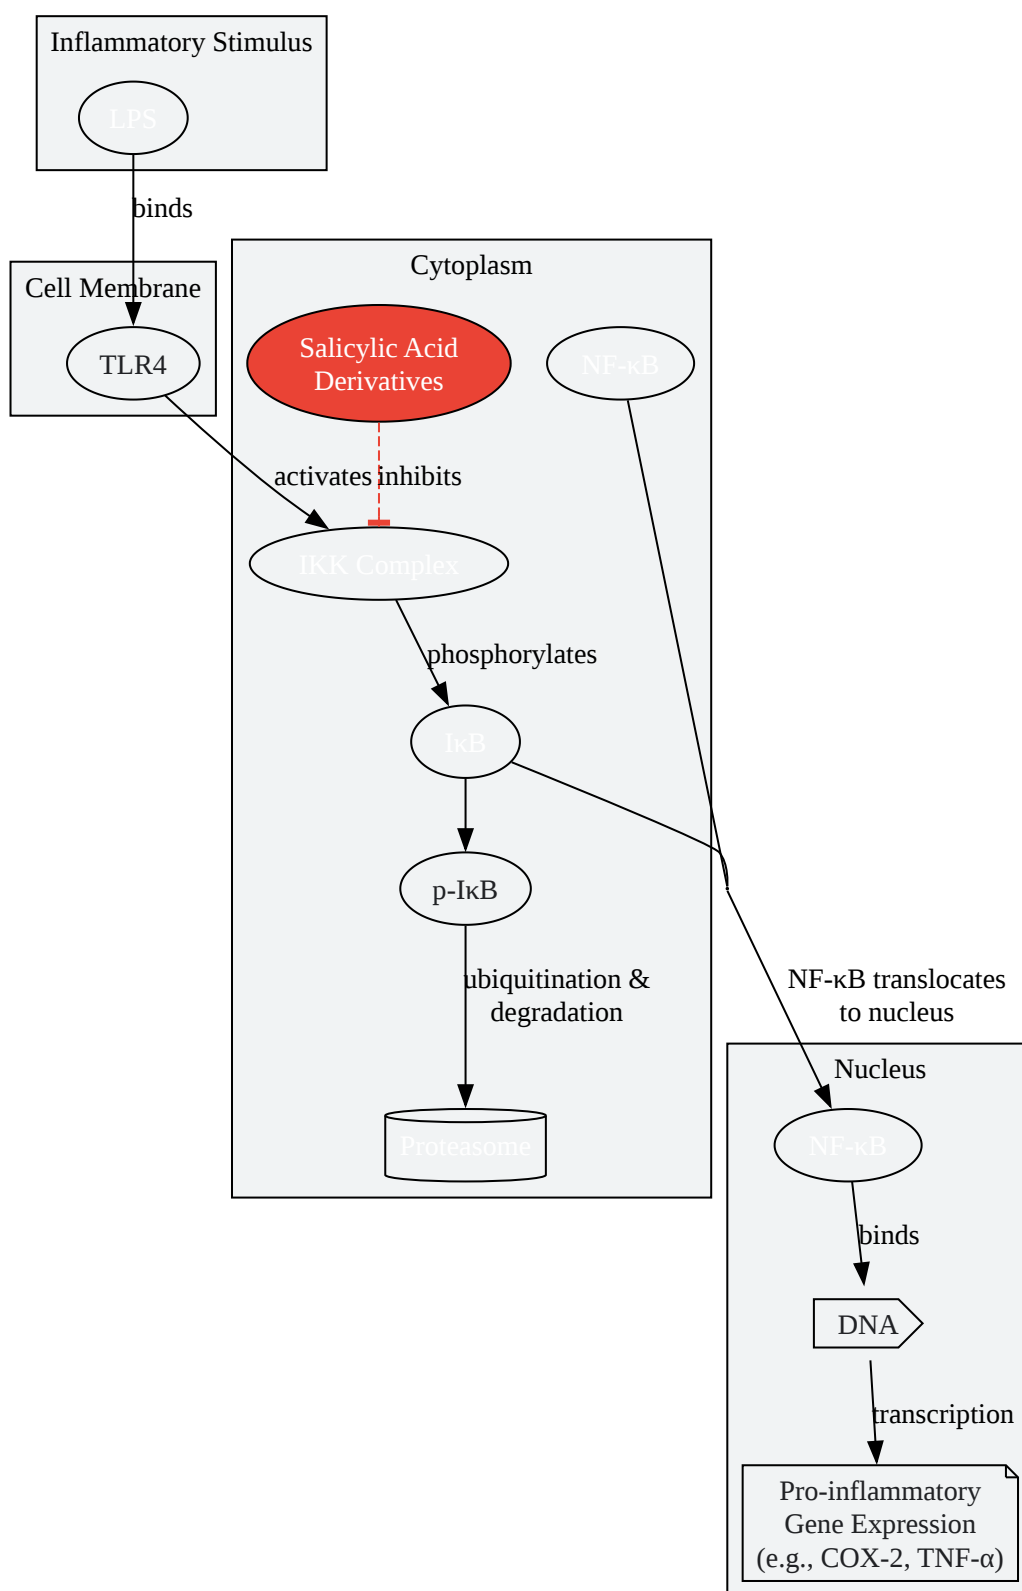 Inflammatory Stimulus
LPS
binds
Cell Membrane
TLR4
Cytoplasm
Salicylic Acid
Derivatives
NF-κB
activates
inhibits
IKK Complex
phosphorylates
IκB
p-IκB
ubiquitination &
degradation
Proteasome
NF-κB translocates
to nucleus
Nucleus
NF-κB
binds
DNA
transcription
Pro-inflammatory
Gene Expression
(e.g., COX-2, TNF-α)